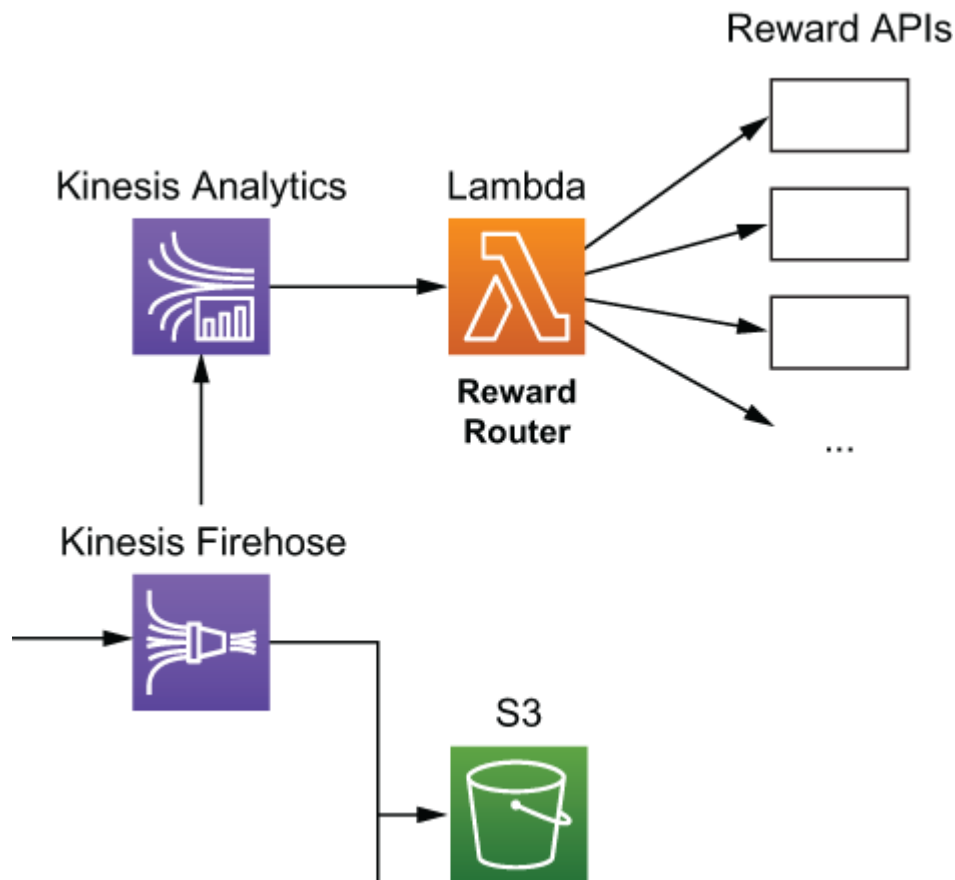 Reward APIs
Kinesis Analytics
Lambda
Reward
Router
...
Kinesis Firehose
S3